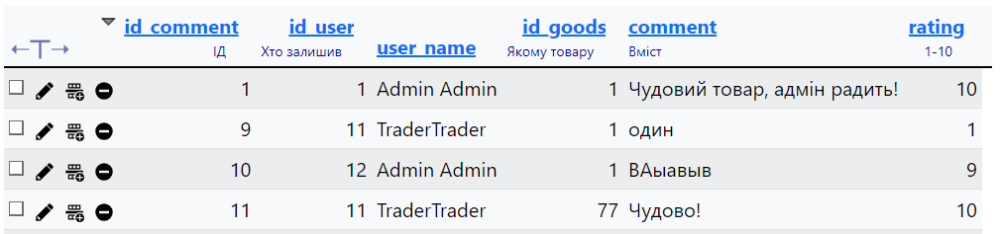 id_comment id_user user_name id_goods comment rating
ІД Хто залишив Якому товару Вміст 1-10
1 1 Admin Admin 1 Чудовий товар, адмін радить! 10
9 11 TraderTrader 1 один 1
10 12 Admin Admin 1 ВАыавыв 9
11 11 TraderTrader 77 Чудово! 10